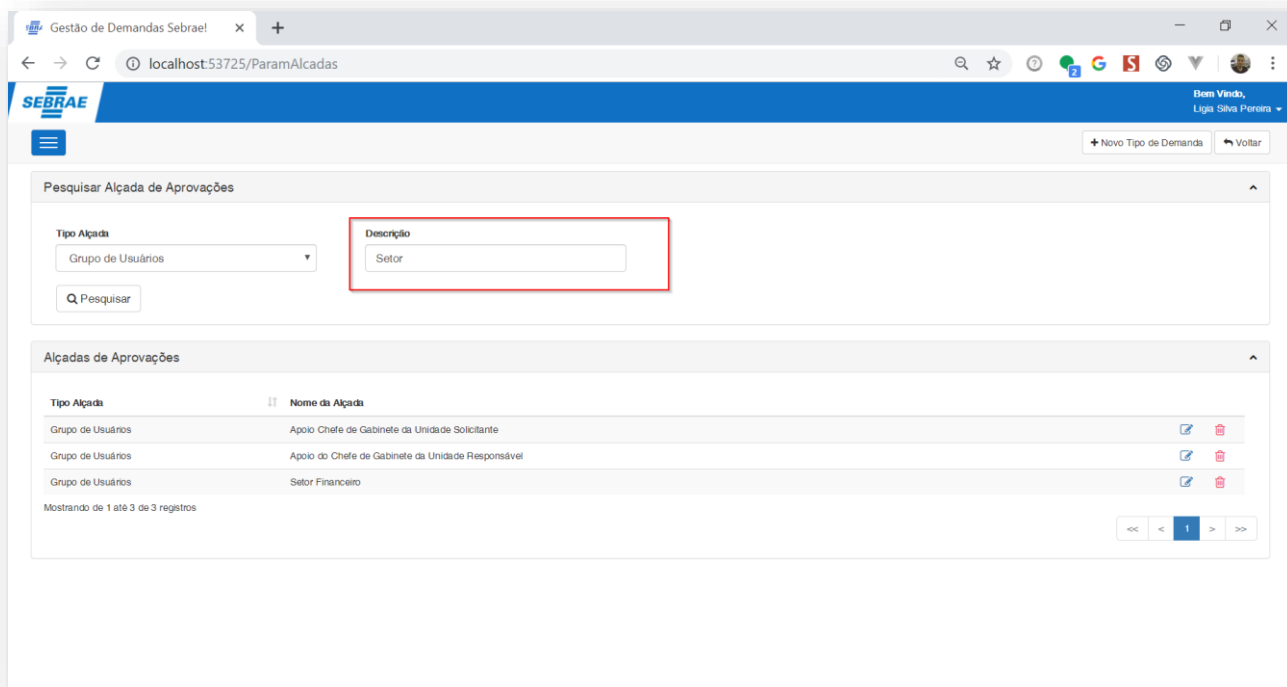 SEBRAE Gestão de Demandas Sebrae!
localhost:53725/ParamAlcadas
2
G
S
SEBRAE
Bem Vindo,
Ligia Silva Pereira
Novo Tipo de Demanda Voltar
Pesquisar Alçada de Aprovações
Tipo Alçada Descrição
Grupo de Usuários Setor
Pesquisar
Alçadas de Aprovações
Tipo Alçada Nome da Alçada
Grupo de Usuários Apoio Chefe de Gabinete da Unidade Solicitante
Grupo de Usuários Apoio do Chefe de Gabinete da Unidade Responsável
Grupo de Usuários Setor Financeiro
Mostrando de 1 até 3 de 3 registros
<< < 1 > >>